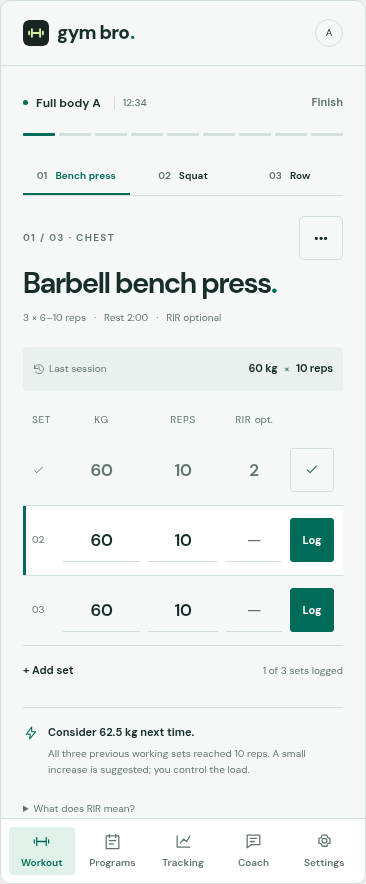 gym bro.
A
Full body A 12:34 Finish
01 Bench press 02 Squat 03 Row
01 / 03 · CHEST
•••
Barbell bench press.
3 × 6–10 reps · Rest 2:00 · RIR optional
Last session 60 kg × 10 reps
SET KG REPS RIR opt.
✓ 60 10 2 ✓
02 60 10 — Log
03 60 10 — Log
+ Add set 1 of 3 sets logged
Consider 62.5 kg next time.
All three previous working sets reached 10 reps. A small
increase is suggested; you control the load.
▶ What does RIR mean?
Workout Programs Tracking Coach Settings